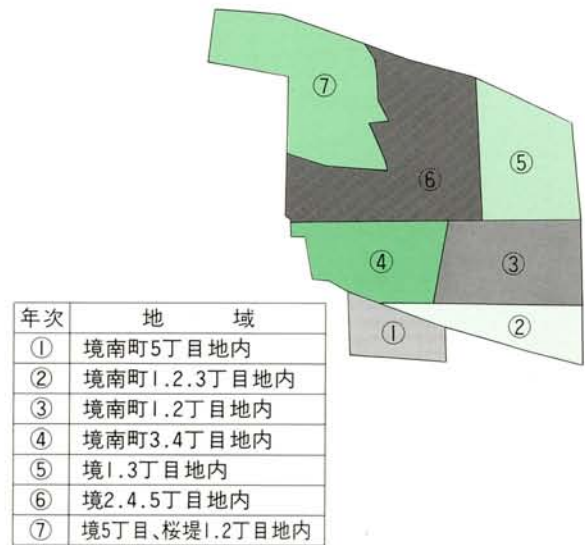 ⑦
⑤
⑥
④
③
①
②
年次 地域
① 境南町5丁目地内
② 境南町1.2.3丁目地内
③ 境南町1.2丁目地内
④ 境南町3.4丁目地内
⑤ 境1.3丁目地内
⑥ 境2.4.5丁目地内
⑦ 境5丁目、桜堤1.2丁目地内